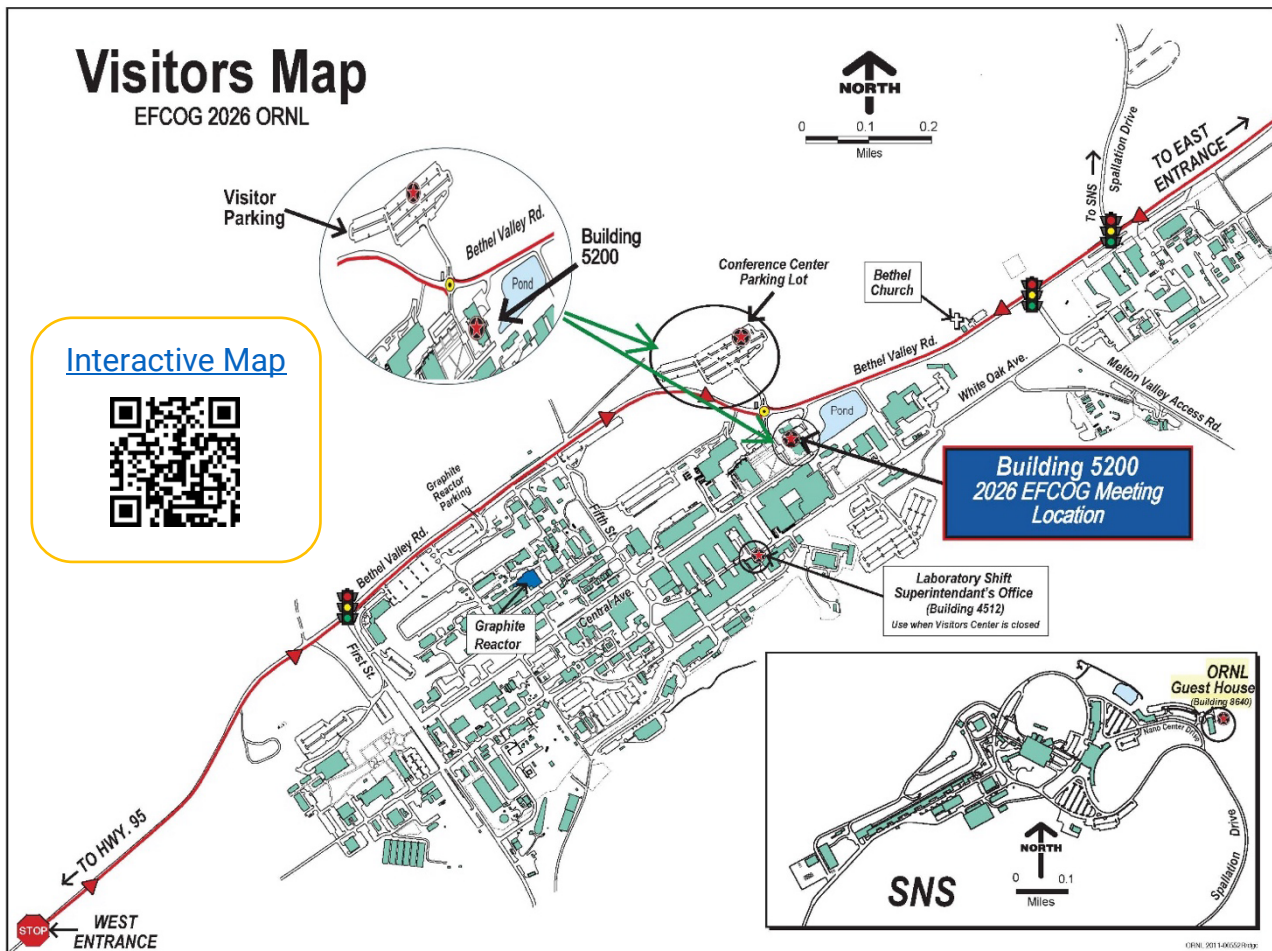 Visitors Map
EFCOG 2026 ORNL
NORTH
0 0.1 0.2
Miles
To SNS
Spallation Drive
TO EAST
ENTRANCE
Visitor
Parking
Bethel Valley Rd.
Building
5200
Pond
Conference Center
Parking Lot
Bethel
Church
Interactive Map
Bethel Valley Rd.
White Oak Ave.
Melton Valley Access Rd.
Pond
Building 5200
2026 EFCOG Meeting
Location
Graphite
Reactor
Parking
Fifth St.
Bethel Valley Rd.
Central Ave.
Graphite
Reactor
First St.
Laboratory Shift
Superintendant's Office
(Building 4512)
Use when Visitors Center is closed
ORNL
Guest House
(Building 8640)
Nano Center Drive
Spallation Drive
NORTH
0 0.1
Miles
SNS
TO HWY. 95
STOP
WEST
ENTRANCE